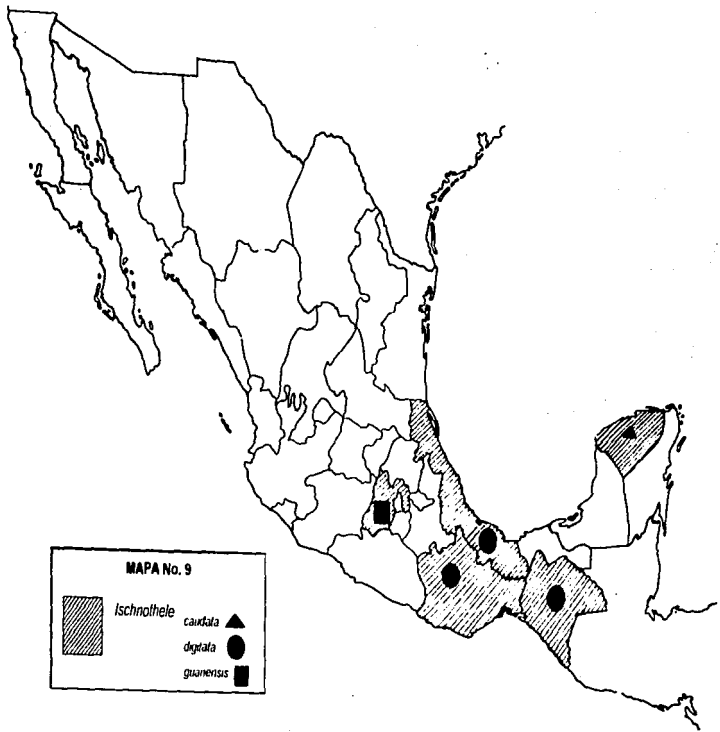 MAPA No. 9
Ischnothele
caudata
digitata
guanensis